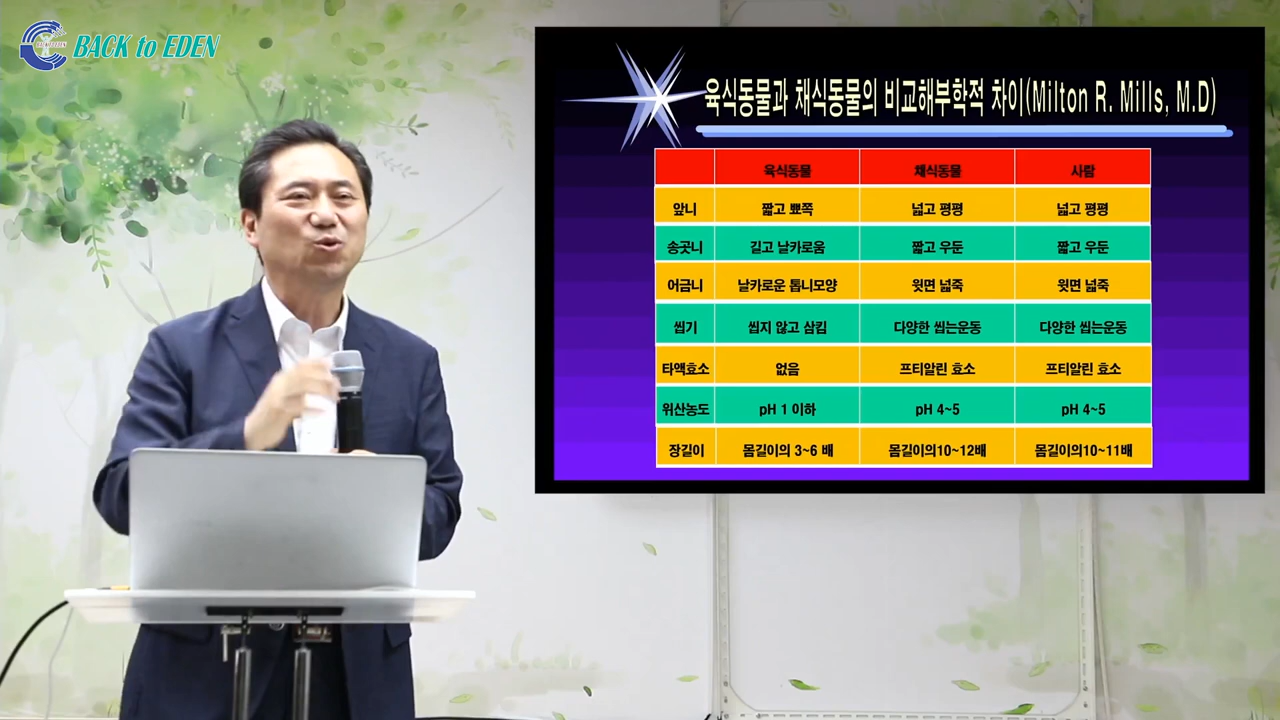 BACK to EDEN
육식동물과 채식동물의 비교해부학적 차이(Milton R. Mills, M.D)
육식동물 채식동물 사람
앞니 짧고 뾰쪽 넓고 평평 넓고 평평
송곳니 길고 날카로움 짧고 우둔 짧고 우둔
어금니 날카로운 톱니모양 윗면 넓죽 윗면 넓죽
씹기 씹지 않고 삼킴 다양한 씹는운동 다양한 씹는운동
타액효소 없음 프티알린 효소 프티알린 효소
위산농도 pH 1 이하 pH 4~5 pH 4~5
장길이 몸길이의 3~6 배 몸길이의10~12배 몸길이의10~11배